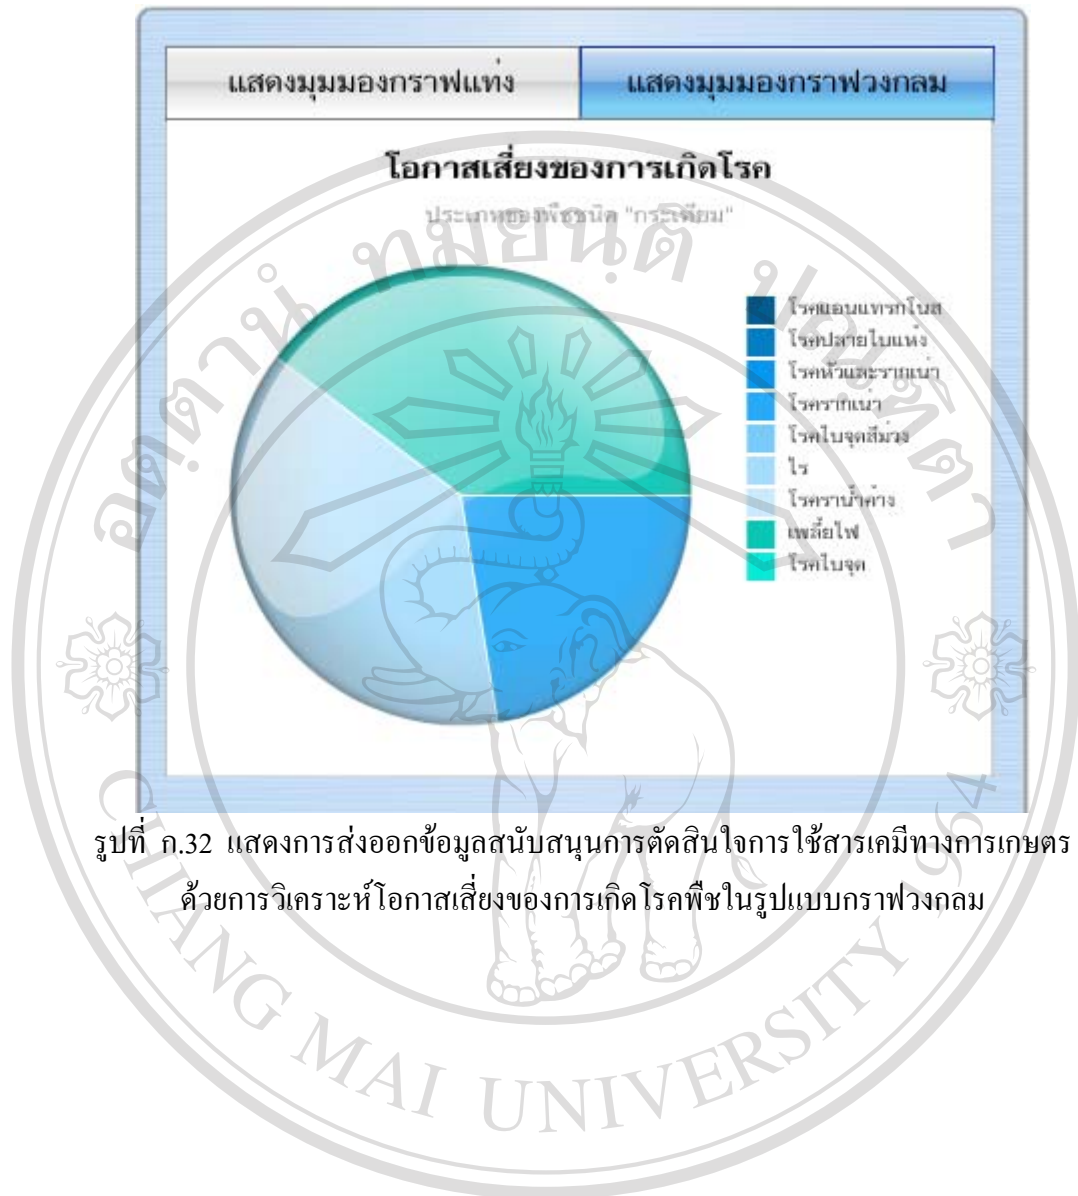 แสดงมุมมองกราฟแท่ง
แสดงมุมมองกราฟวงกลม
โอกาสเสี่ยงของการเกิดโรค
ประเภทของพืชชนิด "กระเทียม"
โรคแอนแทรกโนส
โรคปลายใบแห้ง
โรคหัวและรากเน่า
โรครากเน่า
โรคใบจุดสีม่วง
ไร
โรคราน้ำค้าง
เพลี้ยไฟ
โรคใบจุด
รูปที่ ก.32 แสดงการส่งออกข้อมูลสนับสนุนการตัดสินใจการใช้สารเคมีทางการเกษตร
ด้วยการวิเคราะห์โอกาสเสี่ยงของการเกิดโรคพืชในรูปแบบกราฟวงกลม
CHIANG MAI UNIVERSITY 1964